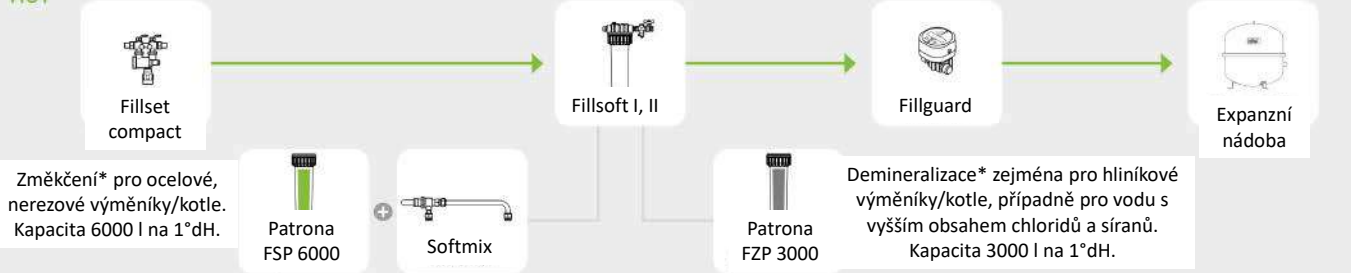 Fillset
compact
Fillsoft I, II
Fillguard
Expanzní
nádoba
Změkčení* pro ocelové,
nerezové výměníky/kotle.
Kapacita 6000 l na 1°dH.
Patrona
FSP 6000
Softmix
Patrona
FZP 3000
Demineralizace* zejména pro hliníkové
výměníky/kotle, případně pro vodu s
vyšším obsahem chloridů a síranů.
Kapacita 3000 l na 1°dH.